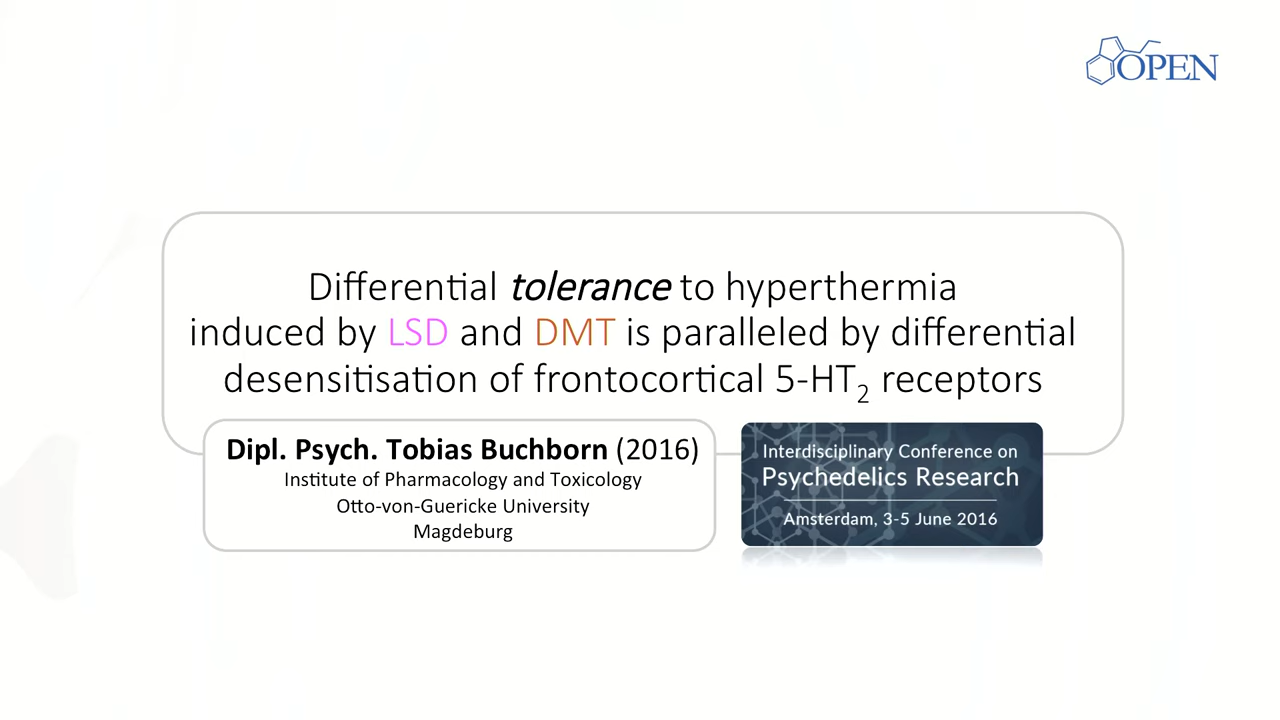 OPEN
Differential tolerance to hyperthermia
induced by LSD and DMT is paralleled by differential
desensitisation of frontocortical 5-HT₂ receptors
Dipl. Psych. Tobias Buchborn (2016)
Institute of Pharmacology and Toxicology
Otto-von-Guericke University
Magdeburg
Interdisciplinary Conference on
Psychedelics Research
Amsterdam, 3-5 June 2016